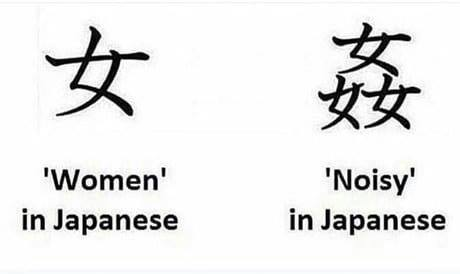 女 姦
'Women' 'Noisy'
in Japanese in Japanese